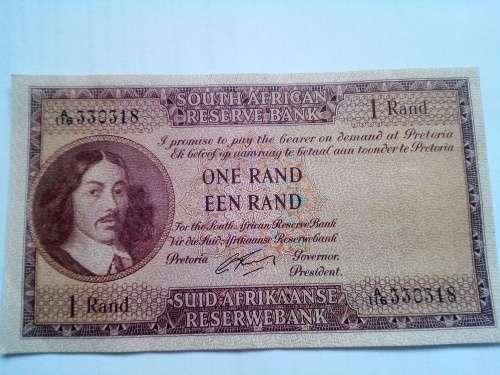 SOUTH AFRICAN
RESERVE BANK
330318
1 Rand
I promise to pay the bearer on demand at Pretoria
Ek beloof op aanvraag te betaal aan toonder te Pretoria
ONE RAND
EEN RAND
For the South African Reserve Bank
Vir die Suid-Afrikaanse Reserwebank
Pretoria Governor.
President.
1 Rand
SUID-AFRIKAANSE
RESERWEBANK
330318